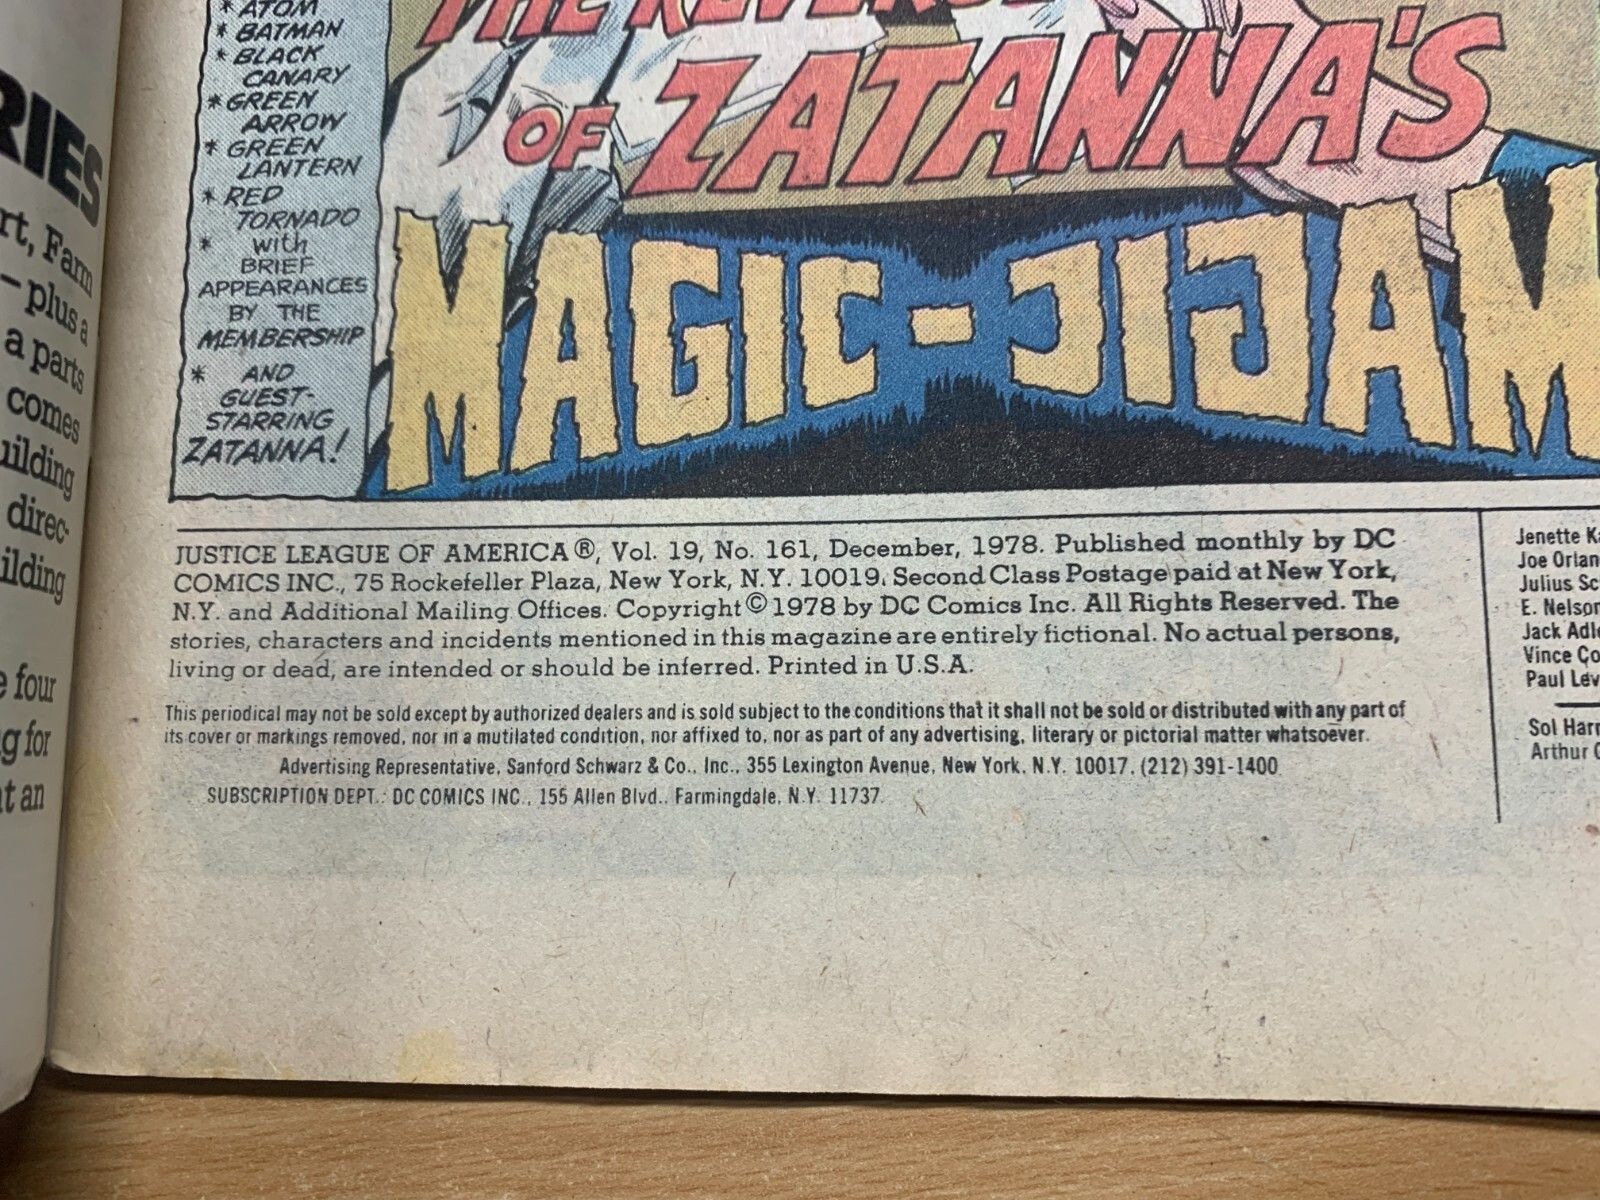 * ATOM
* BATMAN
* BLACK
CANARY
* GREEN
ARROW
* GREEN
LANTERN
* RED
TORNADO
* with
BRIEF
APPEARANCES
BY THE
MEMBERSHIP
* AND
GUEST-
STARRING
ZATANNA!
THE
OF ZATANNA'S
MAGIC-JIJAM
JUSTICE LEAGUE OF AMERICA®, Vol. 19, No. 161, December, 1978. Published monthly by DC
COMICS INC., 75 Rockefeller Plaza, New York, N.Y. 10019. Second Class Postage paid at New York,
N.Y. and Additional Mailing Offices. Copyright © 1978 by DC Comics Inc. All Rights Reserved. The
stories, characters and incidents mentioned in this magazine are entirely fictional. No actual persons,
living or dead, are intended or should be inferred. Printed in U.S.A.
This periodical may not be sold except by authorized dealers and is sold subject to the conditions that it shall not be sold or distributed with any part of
its cover or markings removed, nor in a mutilated condition, nor affixed to, nor as part of any advertising, literary or pictorial matter whatsoever.
Advertising Representative, Sanford Schwarz & Co., Inc., 355 Lexington Avenue, New York, N.Y. 10017. (212) 391-1400
SUBSCRIPTION DEPT.: DC COMICS INC., 155 Allen Blvd., Farmingdale, N.Y. 11737
Jenette
Joe
Julius
E.
Jack
Vince
Paul
Sol
Arthur
Farm
– plus a
a parts
comes
direc-
four
for
an